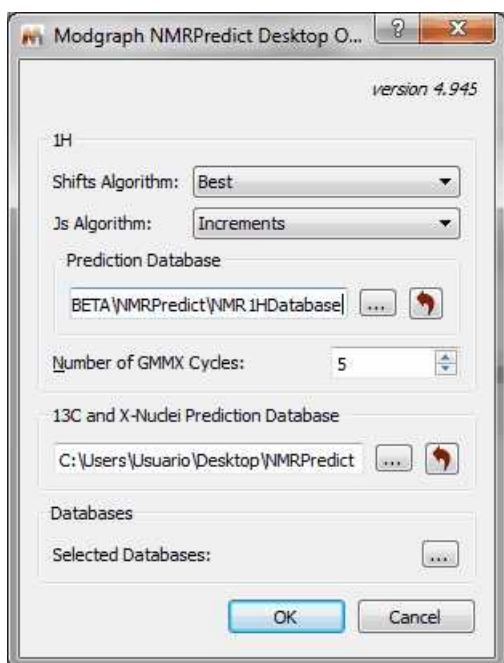 Modgraph NMRPredict Desktop O...
version 4.945
1H
Shifts Algorithm: Best
Js Algorithm: Increments
Prediction Database
BETA\NMRPredict\NMR1HDatabase ...
Number of GMMX Cycles: 5
13C and X-Nuclei Prediction Database
C:\Users\Usuario\Desktop\NMRPredict ...
Databases
Selected Databases: ...
OK Cancel